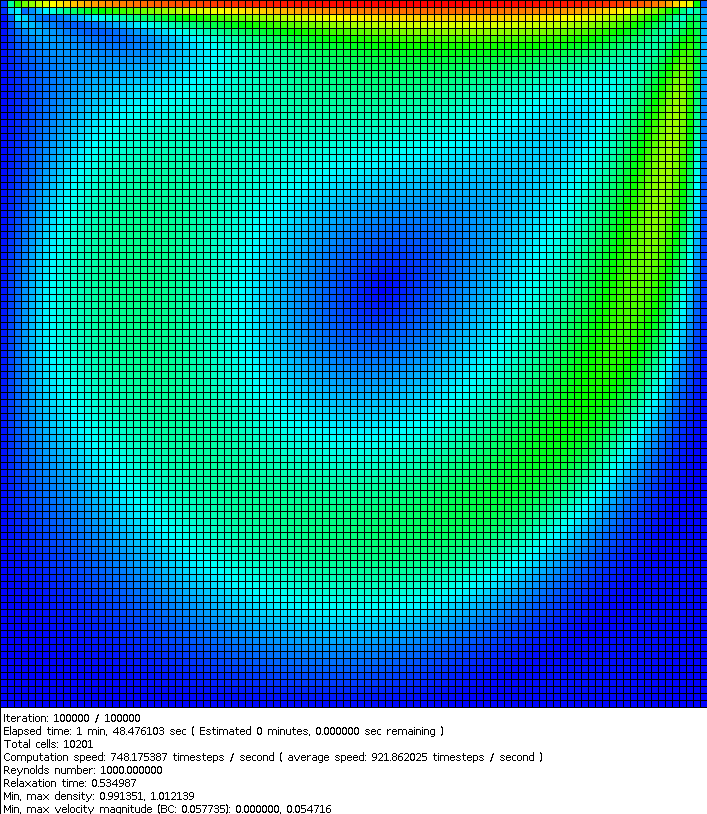 Iteration: 100000 / 100000
Elapsed time: 1 min, 48.476103 sec ( Estimated 0 minutes, 0.000000 sec remaining )
Total cells: 10201
Computation speed: 748.175387 timesteps / second ( average speed: 921.862025 timesteps / second )
Reynolds number: 1000.000000
Relaxation time: 0.534987
Min, max density: 0.991351, 1.012139
Min, max velocity magnitude (BC: 0.057735): 0.000000, 0.054716